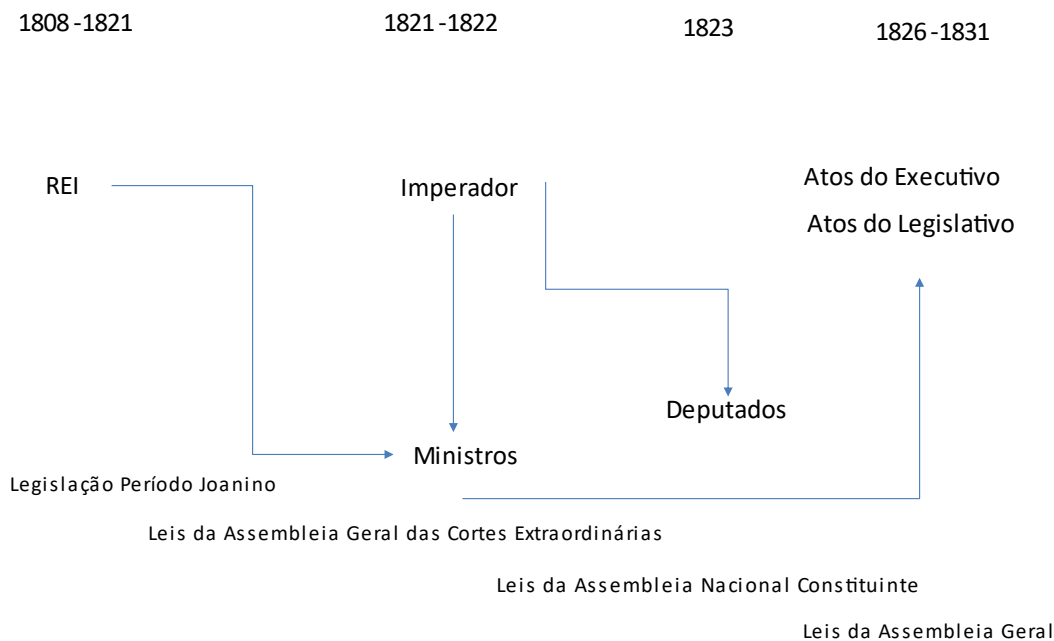 1808 -1821
1821 -1822
1823
1826 -1831
REI
Imperador
Atos do Executivo
Atos do Legislativo
Deputados
Ministros
Legislação Período Joanino
Leis da Assembleia Geral das Cortes Extraordinárias
Leis da Assembleia Nacional Constituinte
Leis da Assembleia Geral